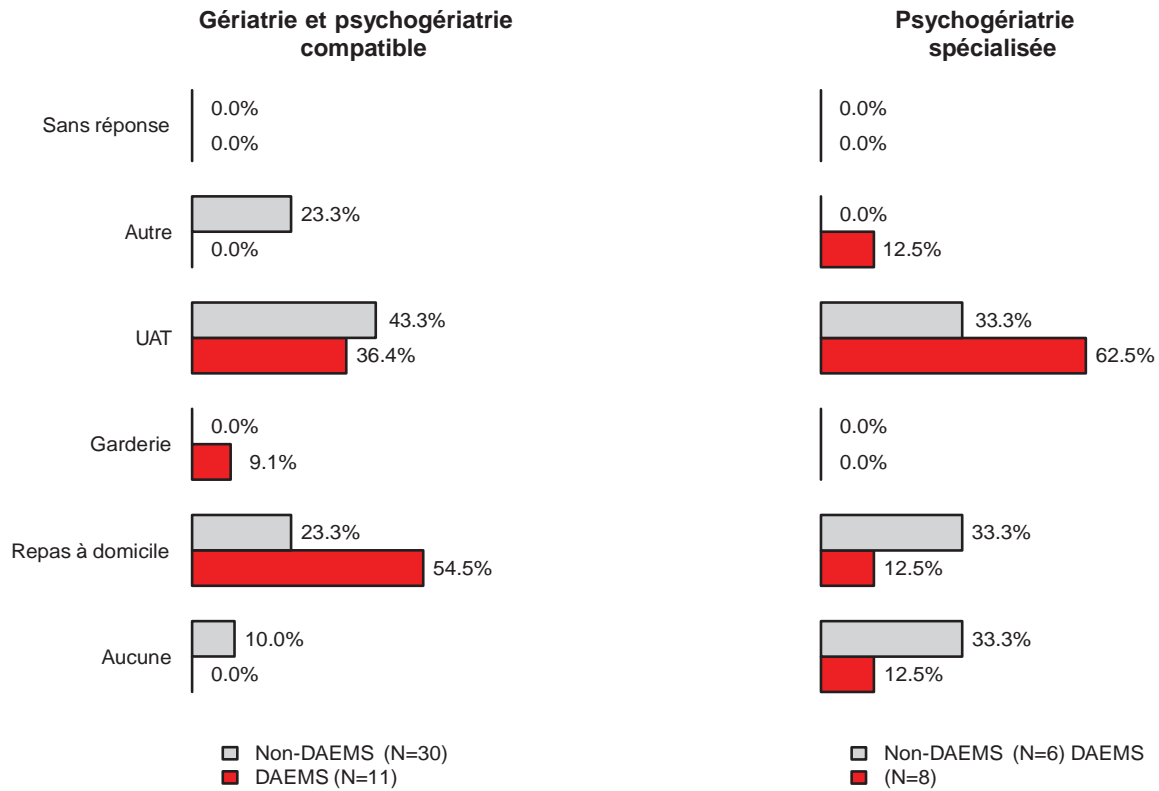 Gériatrie et psychogériatrie
compatible
Psychogériatrie
spécialisée
Sans réponse
0.0%
0.0%
0.0%
0.0%
Autre
23.3%
0.0%
0.0%
12.5%
UAT
43.3%
36.4%
33.3%
62.5%
Garderie
0.0%
9.1%
0.0%
0.0%
Repas à domicile
23.3%
54.5%
33.3%
12.5%
Aucune
10.0%
0.0%
33.3%
12.5%
Non-DAEMS (N=30)
DAEMS (N=11)
Non-DAEMS (N=6) DAEMS
(N=8)